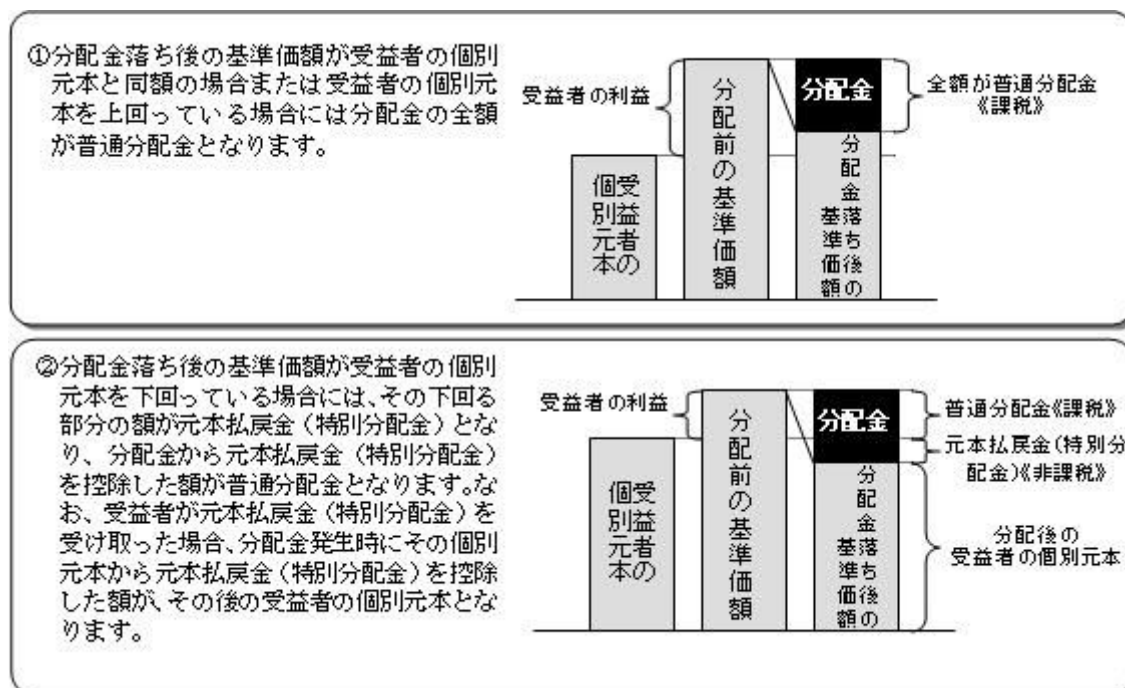 ①分配金落ち後の基準価額が受益者の個別
元本と同額の場合または受益者の個別元
本を上回っている場合には分配金の全額
が普通分配金となります。
受益者の利益
受益者の
個別元本
分配前の基準価額
分配金
分配金落ち後の
基準価額
全額が普通分配金
《課税》
②分配金落ち後の基準価額が受益者の個別
元本を下回っている場合には、その下回る
部分の額が元本払戻金（特別分配金）とな
り、分配金から元本払戻金（特別分配金）
を控除した額が普通分配金となります。な
お、受益者が元本払戻金（特別分配金）を
受け取った場合、分配金発生時にその個別
元本から元本払戻金（特別分配金）を控除
した額が、その後の受益者の個別元本とな
ります。
受益者の利益
受益者の
個別元本
分配前の基準価額
分配金
分配金落ち後の
基準価額
普通分配金《課税》
元本払戻金（特別分
配金）《非課税》
分配後の
受益者の個別元本